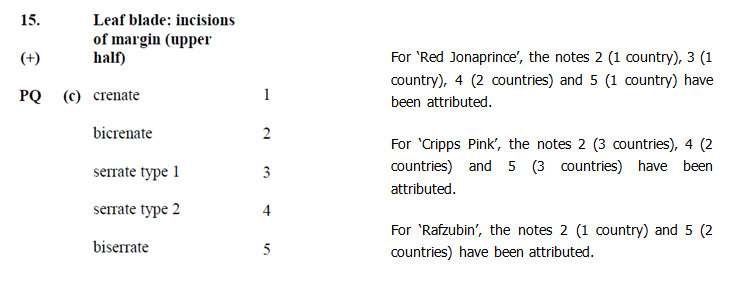 15. Leaf blade: incisions
of margin (upper
(+) half)
PQ (c) crenate 1
bicrenate 2
serrate type 1 3
serrate type 2 4
biserrate 5
For ‘Red Jonaprince’, the notes 2 (1 country), 3 (1
country), 4 (2 countries) and 5 (1 country) have
been attributed.
For ‘Cripps Pink’, the notes 2 (3 countries), 4 (2
countries) and 5 (3 countries) have been
attributed.
For ‘Rafzubin’, the notes 2 (1 country) and 5 (2
countries) have been attributed.